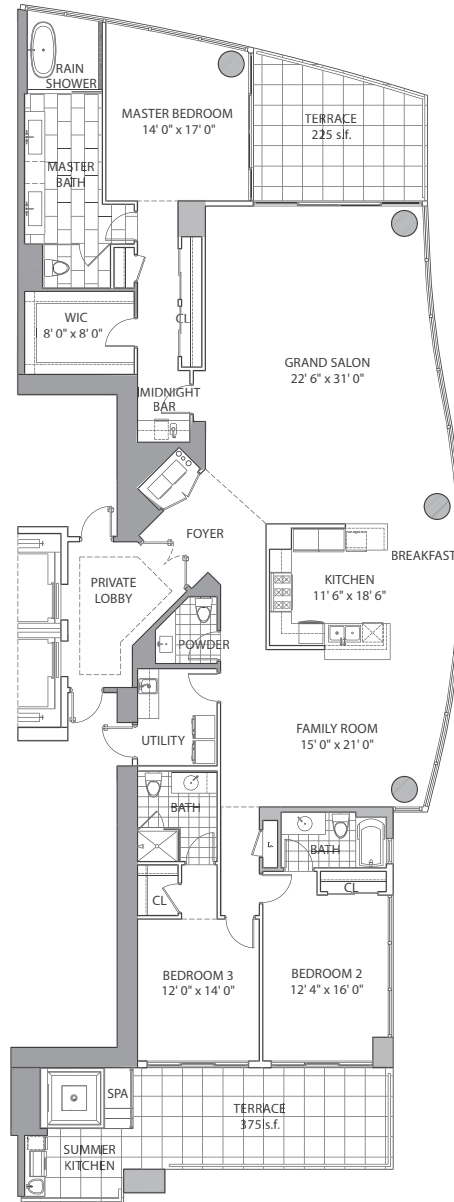 RAIN
SHOWER
MASTER BEDROOM
14' 0" x 17' 0"
TERRACE
225 s.f.
MASTER
BATH
WIC
8' 0" x 8' 0"
CL
GRAND SALON
22' 6" x 31' 0"
MIDNIGHT
BAR
FOYER
BREAKFAST
KITCHEN
11' 6" x 18' 6"
PRIVATE
LOBBY
POWDER
FAMILY ROOM
15' 0" x 21' 0"
UTILITY
BATH
BATH
CL
CL
BEDROOM 3
12' 0" x 14' 0"
BEDROOM 2
12' 4" x 16' 0"
SPA
TERRACE
375 s.f.
SUMMER
KITCHEN